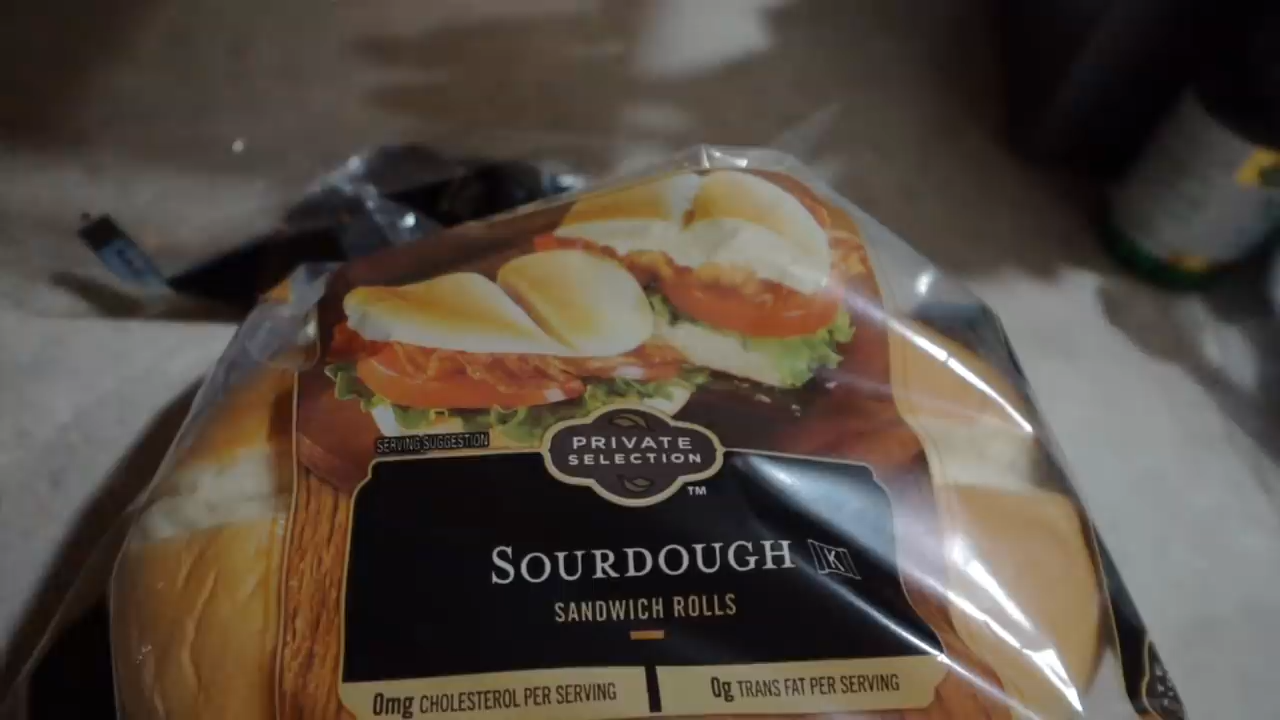 SERVING SUGGESTION
PRIVATE
SELECTION
TM
SOURDOUGH K
SANDWICH ROLLS
0mg CHOLESTEROL PER SERVING
0g TRANS FAT PER SERVING